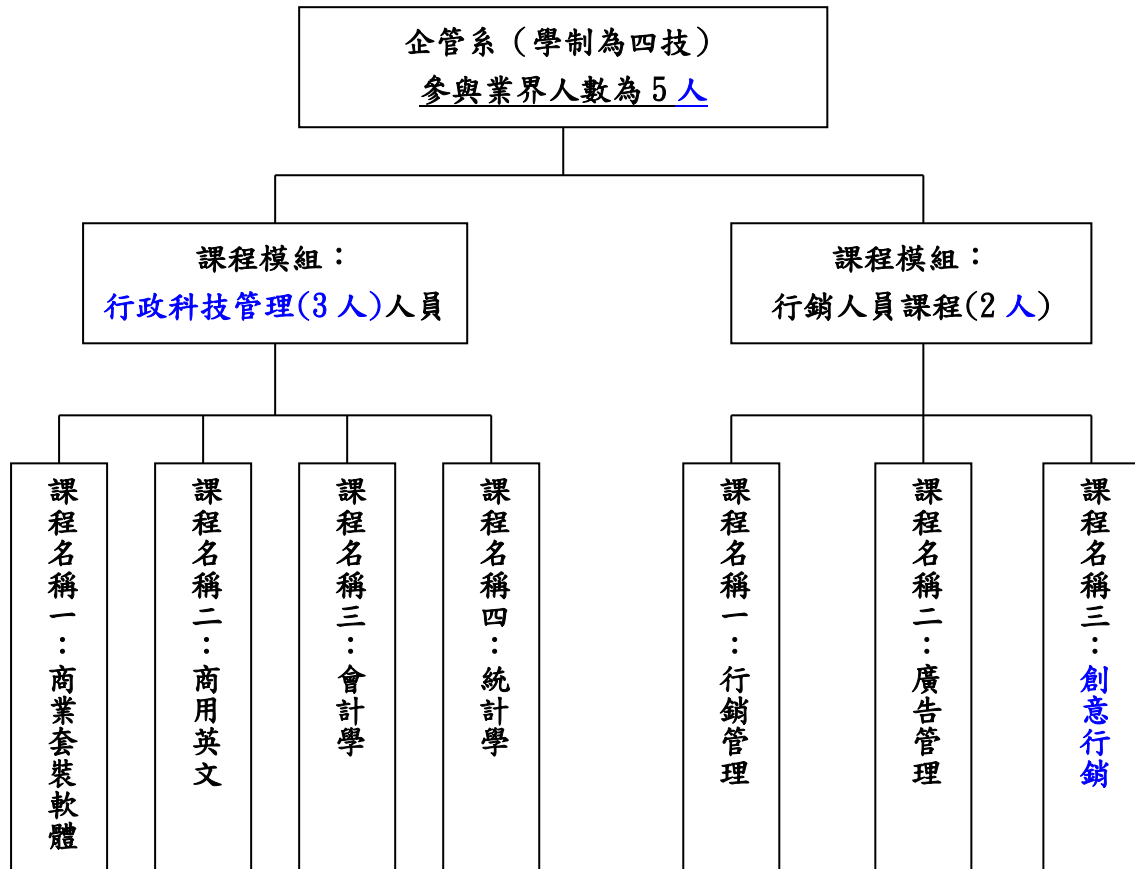 企管系（學制為四技）
參與業界人數為5人
課程模組：
行政科技管理(3人)人員
課程模組：
行銷人員課程(2人)
課程名稱一：商業套裝軟體
課程名稱二：商用英文
課程名稱三：會計學
課程名稱四：統計學
課程名稱一：行銷管理
課程名稱二：廣告管理
課程名稱三：創意行銷